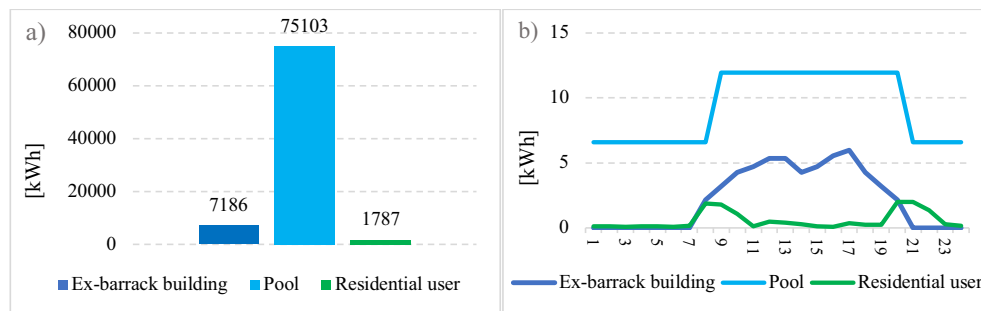 a)
75103
80000
60000
40000
20000
0
[kWh]
7186
1787
Ex-barrack building Pool Residential user
b)
15
10
5
0
[kWh]
1 3 5 7 9 11 13 15 17 19 21 23
Ex-barrack building Pool Residential user